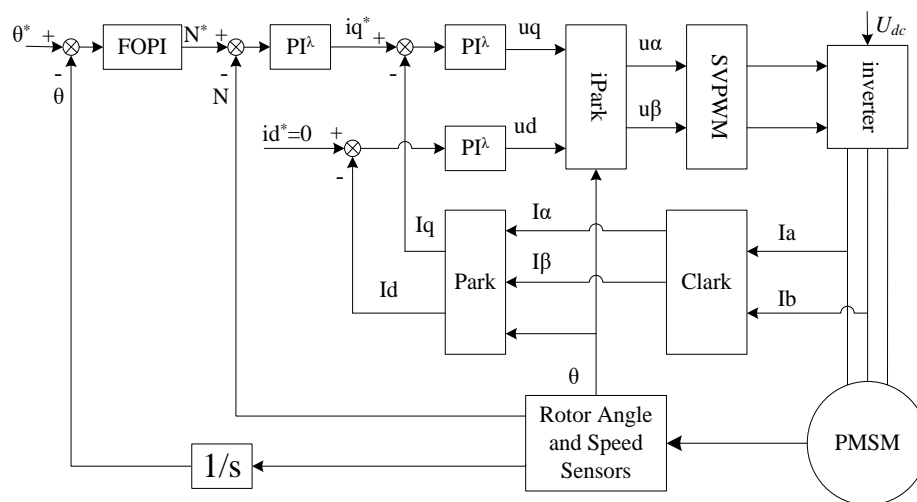 θ* + FOPI N* + PIλ iq* + PIλ uq
- θ
- N
-
iPark
uα
uβ
SVPWM
Udc
inverter
id*=0 + PIλ ud
-
Iq
Id
Park
Iα
Iβ
Clark
Ia
Ib
θ
Rotor Angle
and Speed
Sensors
PMSM
1/s